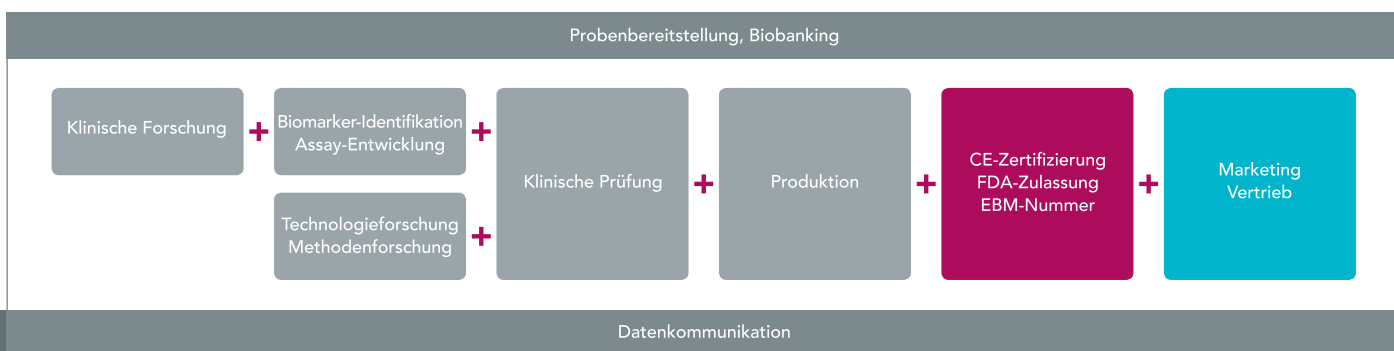 Probenbereitstellung, Biobanking
Klinische Forschung
+
Biomarker-Identifikation
Assay-Entwicklung
+
Technologieforschung
Methodenforschung
+
Klinische Prüfung
+
Produktion
+
CE-Zertifizierung
FDA-Zulassung
EBM-Nummer
+
Marketing
Vertrieb
Datenkommunikation